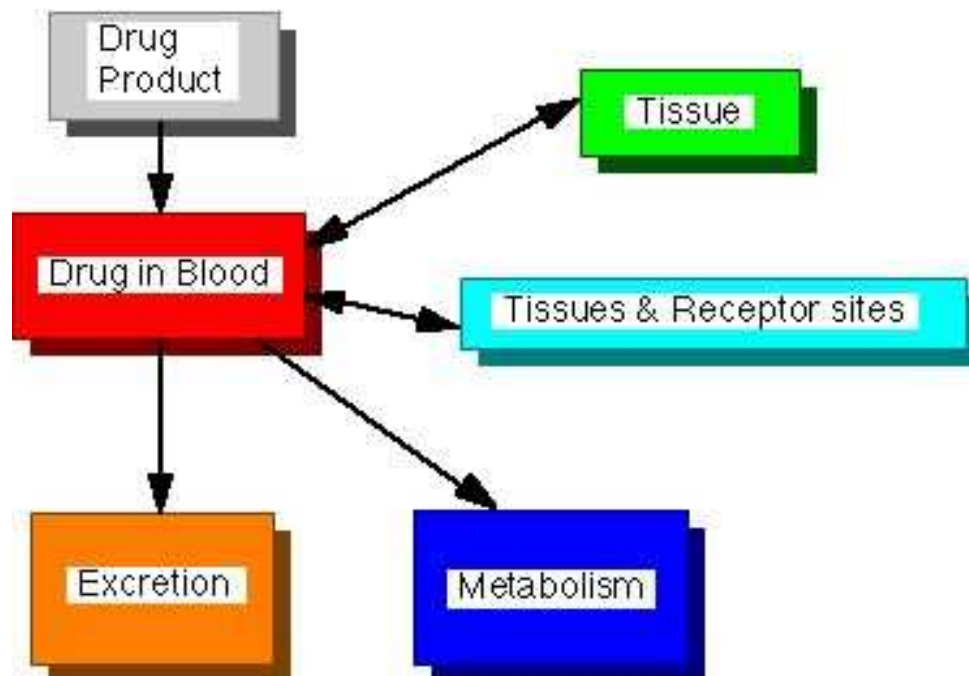 Drug
Product
Tissue
Drug in Blood
Tissues & Receptor sites
Excretion
Metabolism